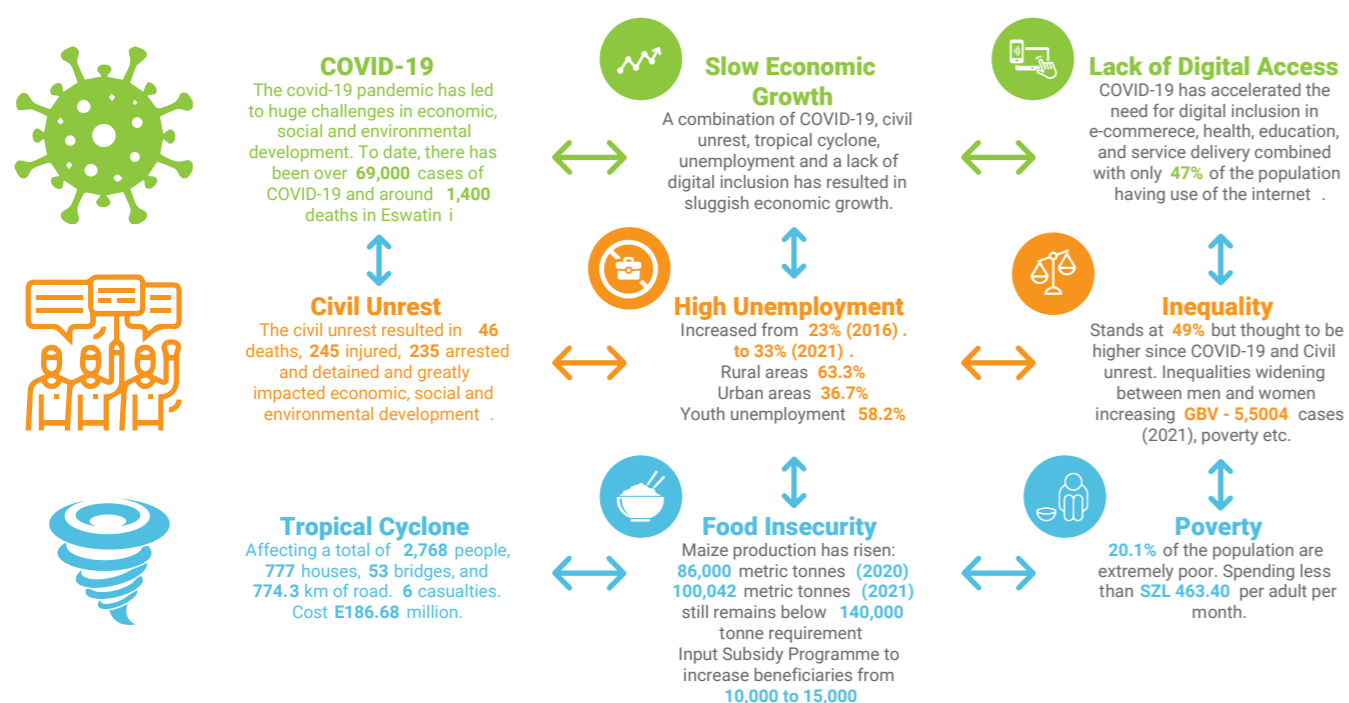 COVID-19
The covid-19 pandemic has led
to huge challenges in economic,
social and environmental
development. To date, there has
been over 69,000 cases of
COVID-19 and around 1,400
deaths in Eswatin i
Slow Economic
Growth
A combination of COVID-19, civil
unrest, tropical cyclone,
unemployment and a lack of
digital inclusion has resulted in
sluggish economic growth.
Lack of Digital Access
COVID-19 has accelerated the
need for digital inclusion in
e-commerece, health, education,
and service delivery combined
with only 47% of the population
having use of the internet .
Civil Unrest
The civil unrest resulted in 46
deaths, 245 injured, 235 arrested
and detained and greatly
impacted economic, social and
environmental development .
High Unemployment
Increased from 23% (2016) .
to 33% (2021) .
Rural areas 63.3%
Urban areas 36.7%
Youth unemployment 58.2%
Inequality
Stands at 49% but thought to be
higher since COVID-19 and Civil
unrest. Inequalities widening
between men and women
increasing GBV - 5,5004 cases
(2021), poverty etc.
Tropical Cyclone
Affecting a total of 2,768 people,
777 houses, 53 bridges, and
774.3 km of road. 6 casualties.
Cost E186.68 million.
Food Insecurity
Maize production has risen:
86,000 metric tonnes (2020)
100,042 metric tonnes (2021)
still remains below 140,000
tonne requirement
Input Subsidy Programme to
increase beneficiaries from
10,000 to 15,000
Poverty
20.1% of the population are
extremely poor. Spending less
than SZL 463.40 per adult per
month.